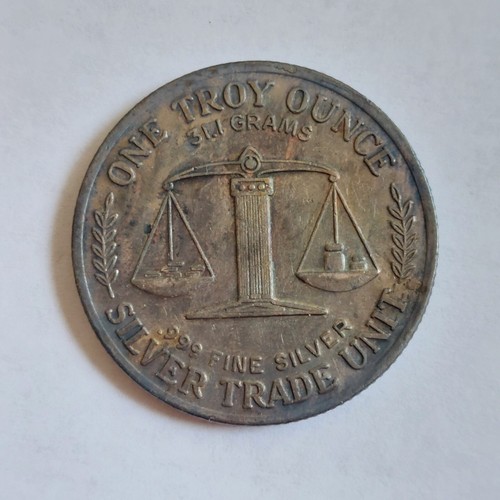 ONE TROY OUNCE
31.1 GRAMS
.999 FINE SILVER
SILVER TRADE UNIT